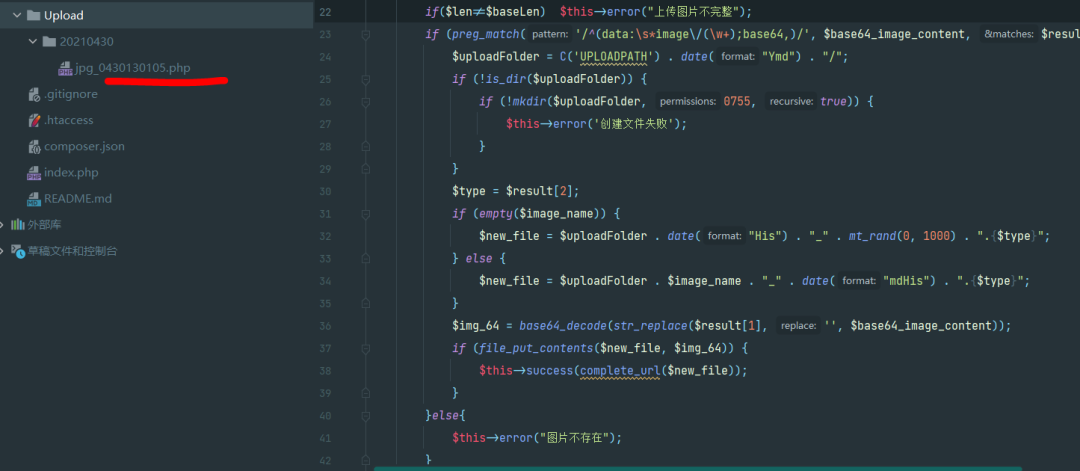 Upload
20210430
jpg_0430130105.php
.gitignore
.htaccess
composer.json
index.php
README.md
外部库
草稿文件和控制台
22 if($len≠$baseLen) $this→error("上传图片不完整");
23 if (preg_match( pattern: '/^(data:\s*image\/(\w+);base64,)/', $base64_image_content, &matches: $resul
24 $uploadFolder = C('UPLOADPATH') . date( format: "Ymd") . "/";
25 if (!is_dir($uploadFolder)) {
26 if (!mkdir($uploadFolder, permissions: 0755, recursive: true)) {
27 $this→error('创建文件失败');
28 }
29 }
30 $type = $result[2];
31 if (empty($image_name)) {
32 $new_file = $uploadFolder . date( format: "His") . "_" . mt_rand(0, 1000) . ".{$type}";
33 } else {
34 $new_file = $uploadFolder . $image_name . "_" . date( format: "mdHis") . ".{$type}";
35 }
36 $img_64 = base64_decode(str_replace($result[1], replace: '', $base64_image_content));
37 if (file_put_contents($new_file, $img_64)) {
38 $this→success(complete_url($new_file));
39 }
40 }else{
41 $this→error("图片不存在");
42 }